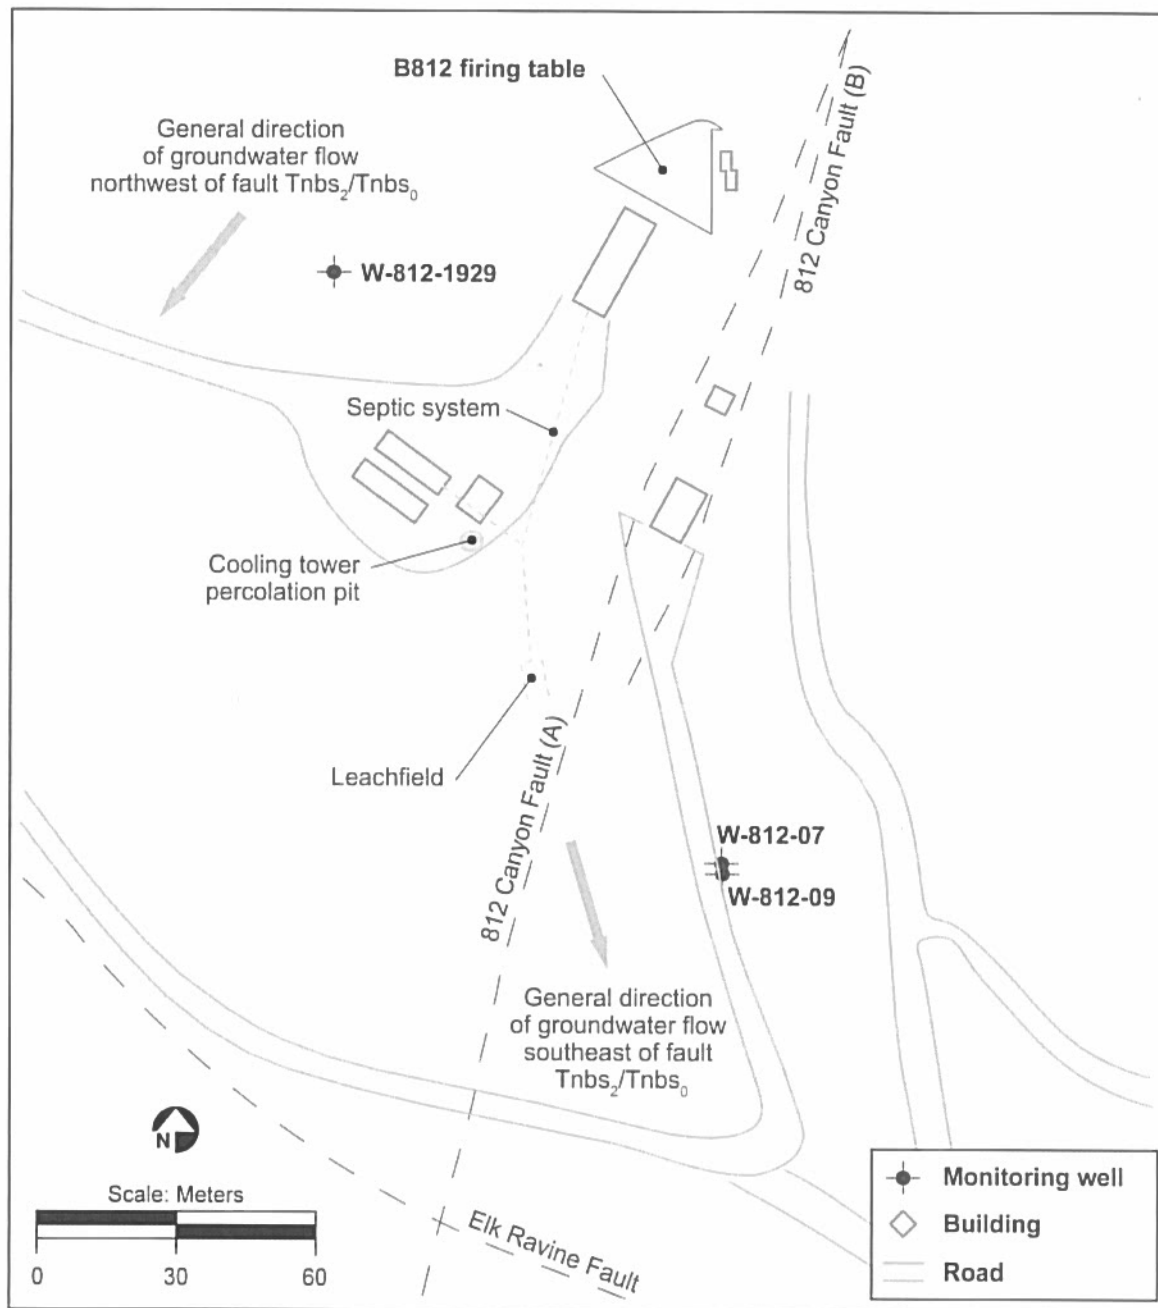 B812 firing table
General direction
of groundwater flow
northwest of fault Tnbs₂/Tnbs₀
812 Canyon Fault (B)
W-812-1929
Septic system
Cooling tower
percolation pit
Leachfield
812 Canyon Fault (A)
W-812-07
W-812-09
General direction
of groundwater flow
southeast of fault
Tnbs₂/Tnbs₀
N
Scale: Meters
0 30 60
Elk Ravine Fault
Monitoring well
Building
Road